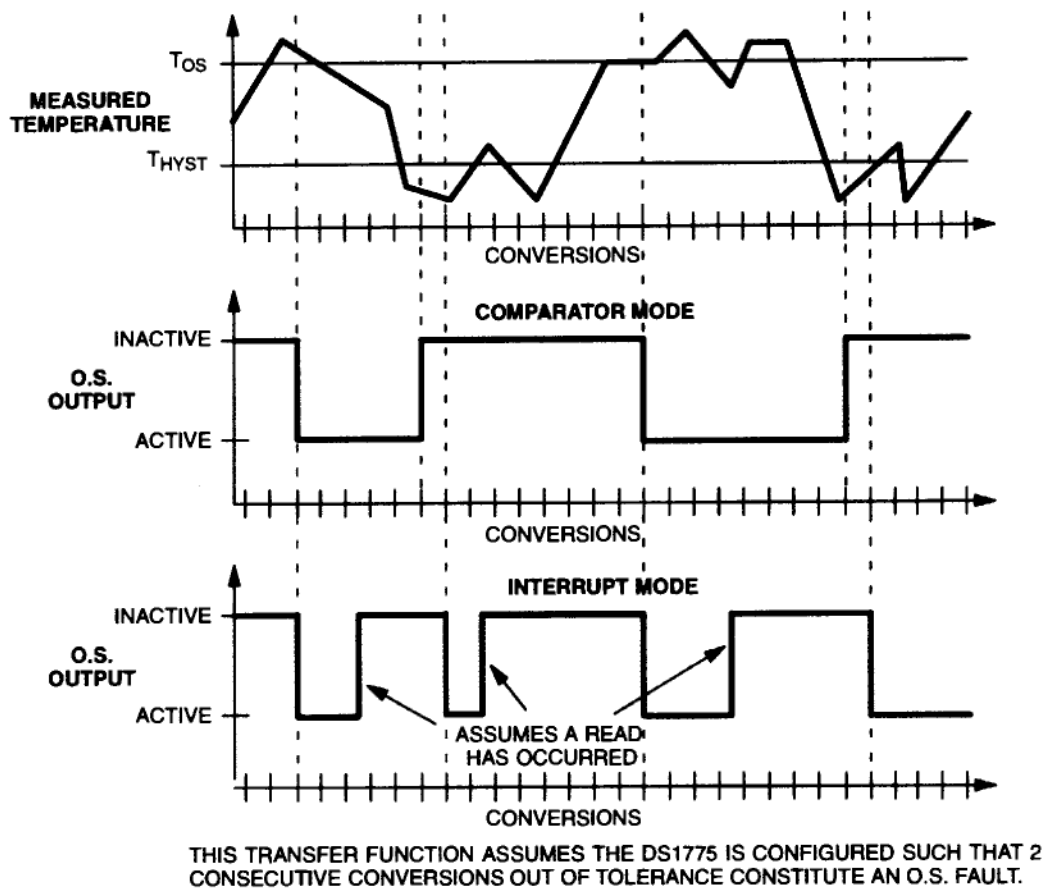 TOS
MEASURED
TEMPERATURE
THYST
CONVERSIONS
COMPARATOR MODE
INACTIVE
O.S.
OUTPUT
ACTIVE
CONVERSIONS
INTERRUPT MODE
INACTIVE
O.S.
OUTPUT
ACTIVE
ASSUMES A READ
HAS OCCURRED
CONVERSIONS
THIS TRANSFER FUNCTION ASSUMES THE DS1775 IS CONFIGURED SUCH THAT 2
CONSECUTIVE CONVERSIONS OUT OF TOLERANCE CONSTITUTE AN O.S. FAULT.